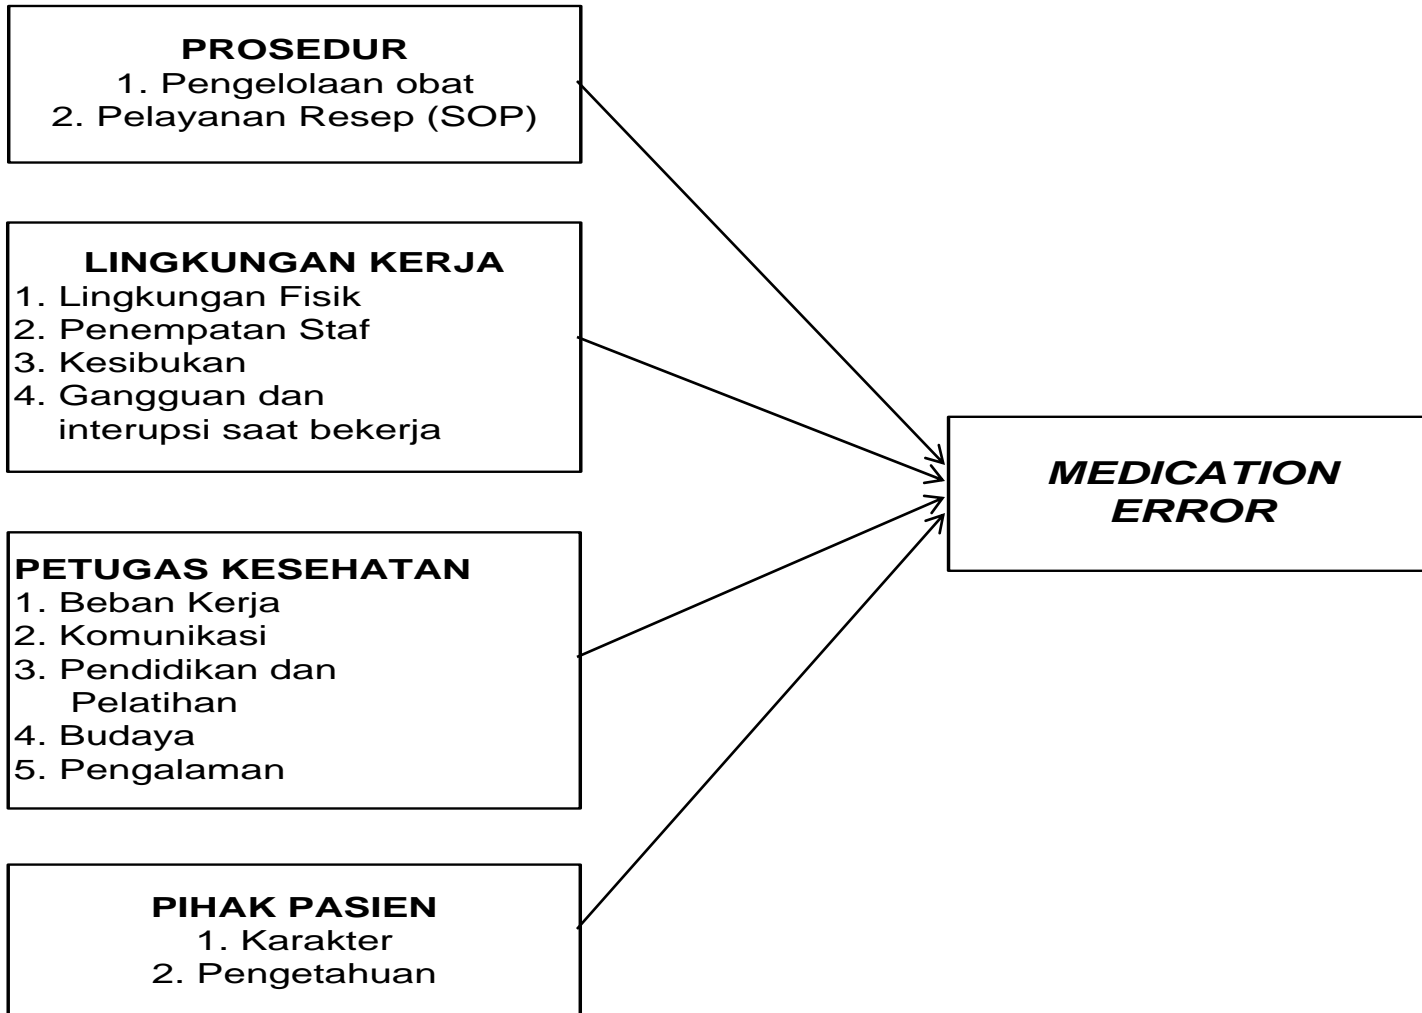 PROSEDUR
1. Pengelolaan obat
2. Pelayanan Resep (SOP)
LINGKUNGAN KERJA
1. Lingkungan Fisik
2. Penempatan Staf
3. Kesibukan
4. Gangguan dan
interupsi saat bekerja
PETUGAS KESEHATAN
1. Beban Kerja
2. Komunikasi
3. Pendidikan dan
Pelatihan
4. Budaya
5. Pengalaman
PIHAK PASIEN
1. Karakter
2. Pengetahuan
MEDICATION
ERROR